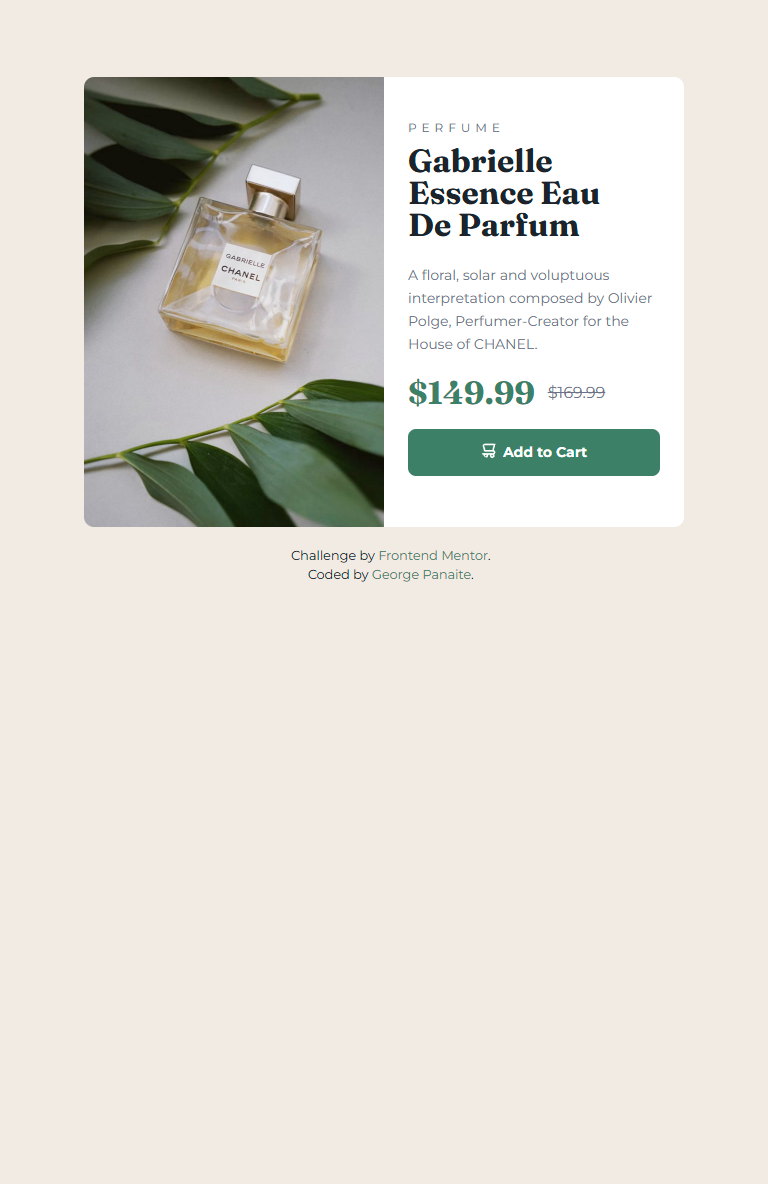 GABRIELLE
CHANEL
PARIS
PERFUME
Gabrielle
Essence Eau
De Parfum
A floral, solar and voluptuous
interpretation composed by Olivier
Polge, Perfumer-Creator for the
House of CHANEL.
$149.99 $169.99
Add to Cart
Challenge by Frontend Mentor.
Coded by George Panaite.